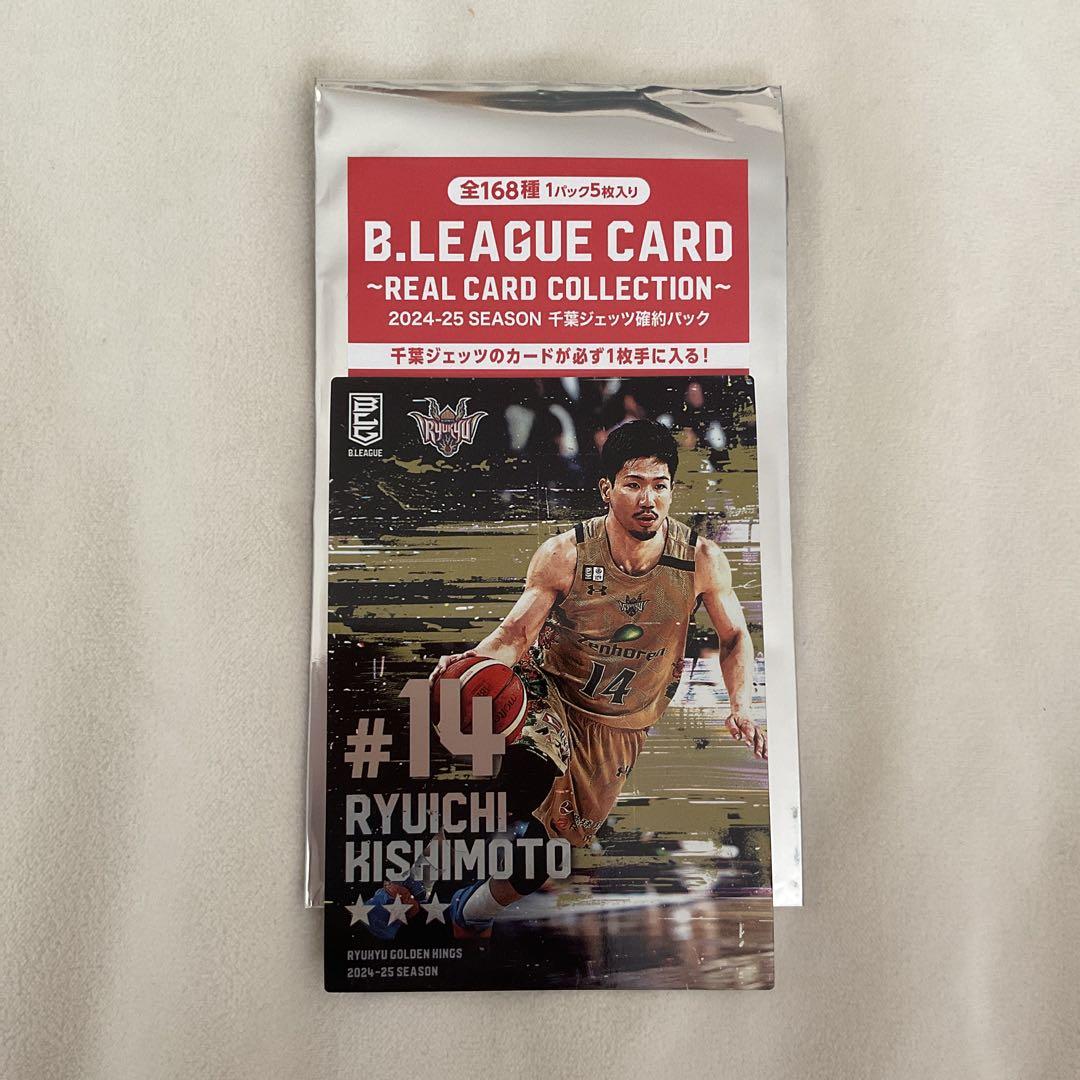 全168種 1パック5枚入り
B.LEAGUE CARD
~REAL CARD COLLECTION~
2024-25 SEASON 千葉ジェッツ確約パック
千葉ジェッツのカードが必ず1枚手に入る!
B.LEAGUE
RYUKYU
Zenhoren
14
#14
RYUICHI
KISHIMOTO
RYUKYU GOLDEN KINGS
2024-25 SEASON